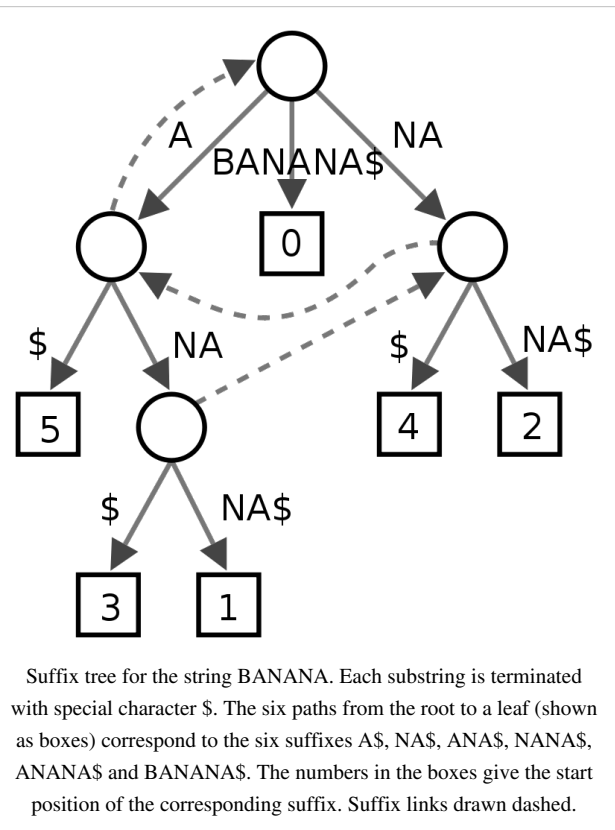 A
NA
BANANA$
0
$
NA
$
NA$
5
4
2
$
NA$
3
1
Suffix tree for the string BANANA. Each substring is terminated
with special character $. The six paths from the root to a leaf (shown
as boxes) correspond to the six suffixes A$, NA$, ANA$, NANA$,
ANANA$ and BANANA$. The numbers in the boxes give the start
position of the corresponding suffix. Suffix links drawn dashed.